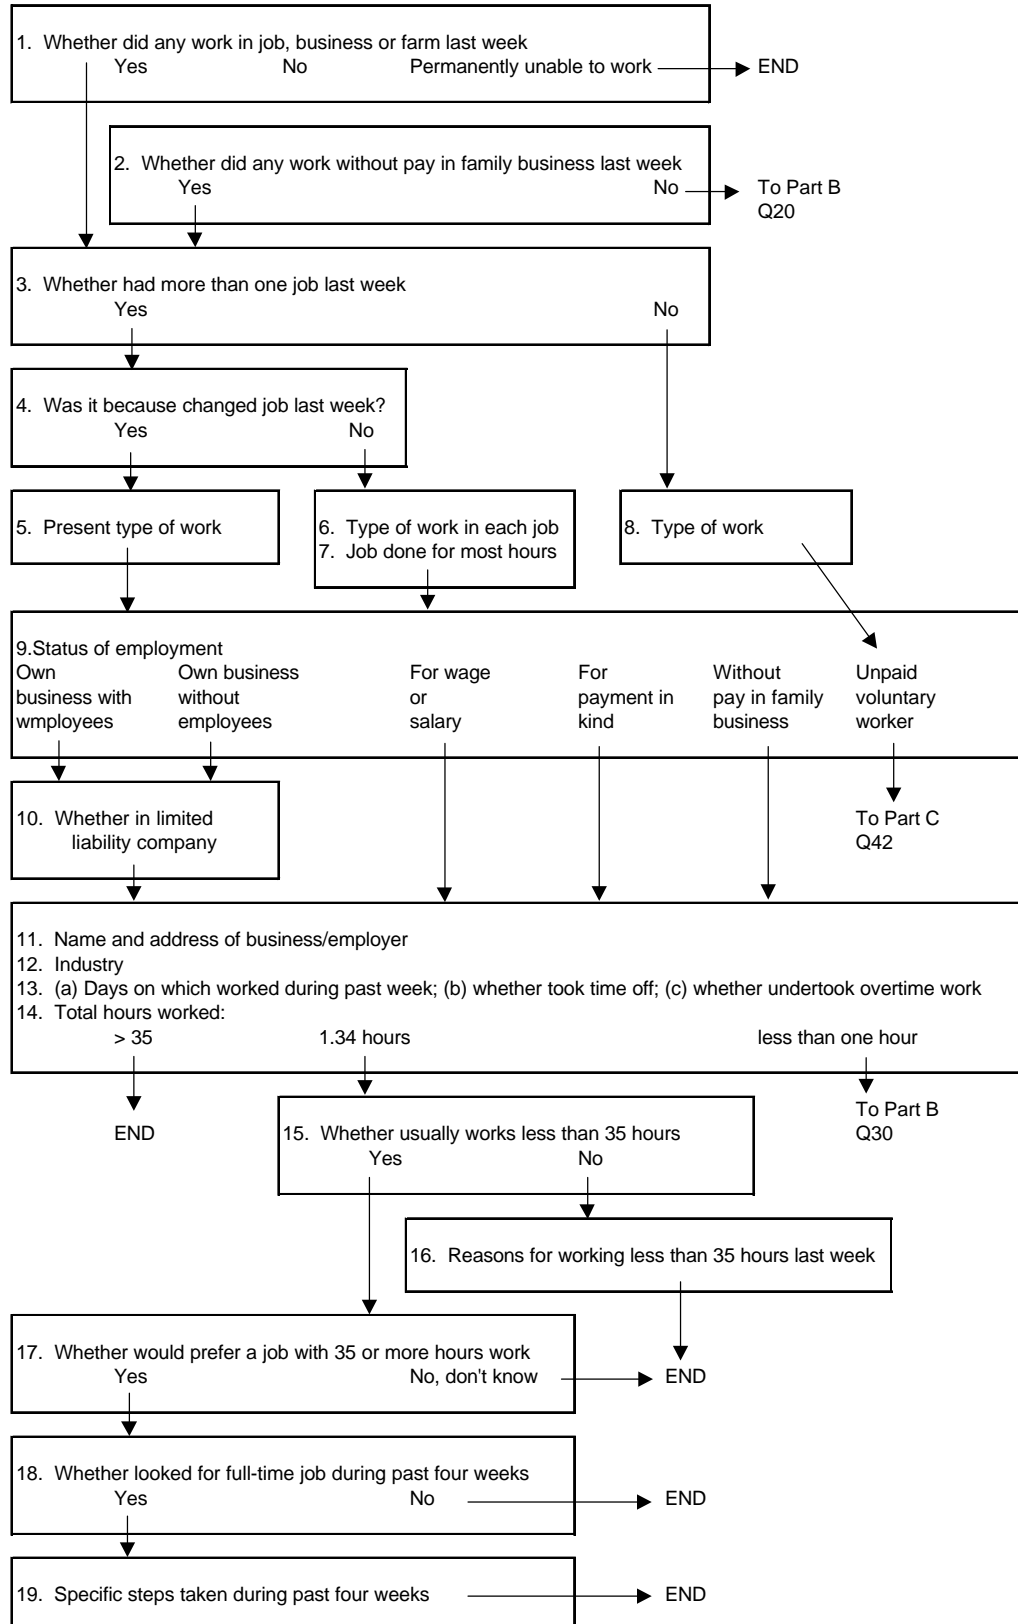 1. Whether did any work in job, business or farm last week
Yes No Permanently unable to work END
2. Whether did any work without pay in family business last week
Yes No To Part B
Q20
3. Whether had more than one job last week
Yes No
4. Was it because changed job last week?
Yes No
5. Present type of work
6. Type of work in each job
7. Job done for most hours
8. Type of work
9.Status of employment
Own Own business For wage For Without Unpaid
business with without or payment in pay in family voluntary
wmployees employees salary kind business worker
10. Whether in limited
liability company
To Part C
Q42
11. Name and address of business/employer
12. Industry
13. (a) Days on which worked during past week; (b) whether took time off; (c) whether undertook overtime work
14. Total hours worked:
> 35 1.34 hours less than one hour
END
To Part B
Q30
15. Whether usually works less than 35 hours
Yes No
16. Reasons for working less than 35 hours last week
17. Whether would prefer a job with 35 or more hours work
Yes No, don't know END
18. Whether looked for full-time job during past four weeks
Yes No END
19. Specific steps taken during past four weeks END